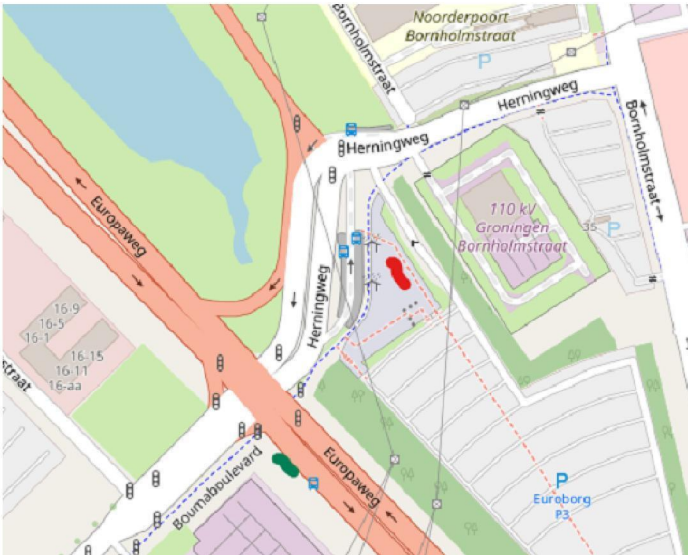 Noorderpoort
Bornholmstraat
Bornholmstraat
P
Herningweg
Herningweg
Bornholmstraat
110 kV
Groningen
Bornholmstraat
35
P
Europaweg
Herningweg
16-9
16-5
16-1
16-15
16-11
16-aa
straat
Boumaboulevard
Europaweg
P
Euroborg
P3